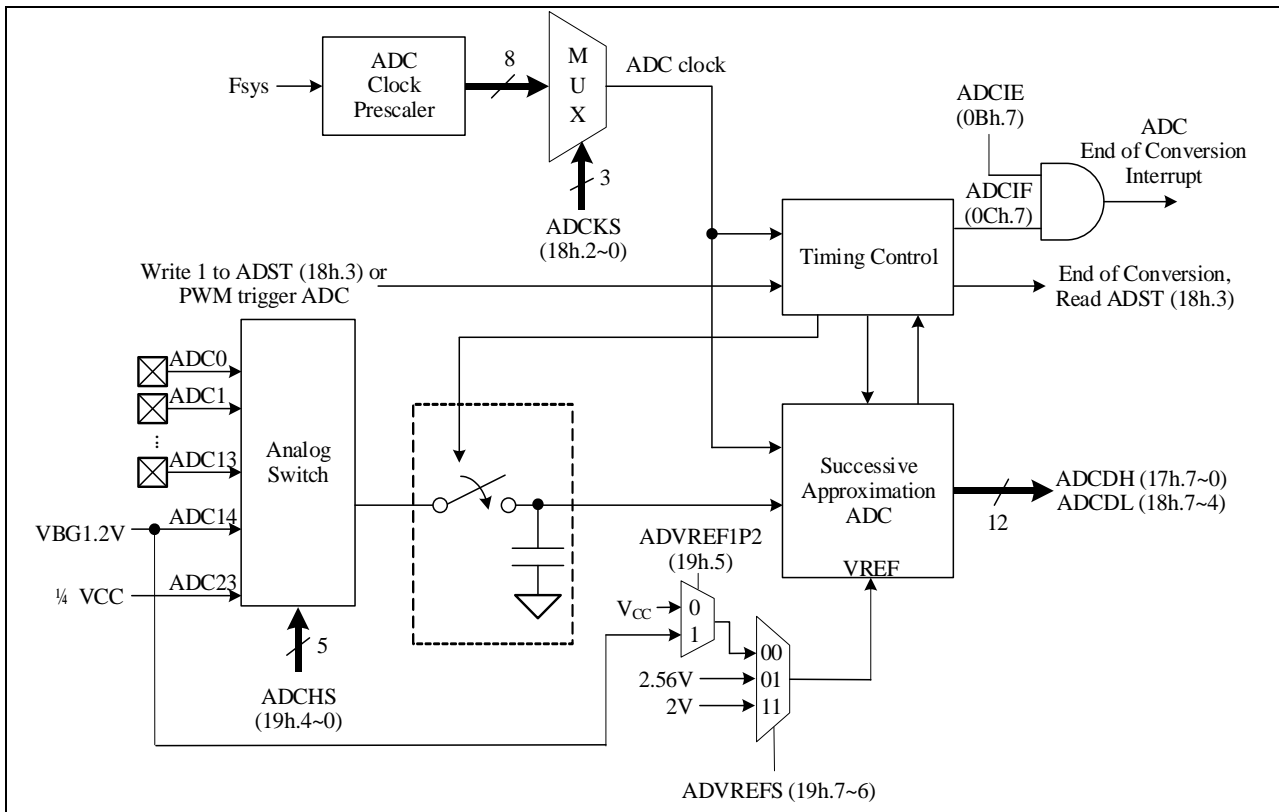 Fsys
ADC
Clock
Prescaler
8
M
U
X
ADC clock
3
ADCKS
(18h.2~0)
ADCIE
(0Bh.7)
ADC
End of Conversion
Interrupt
ADCIF
(0Ch.7)
Timing Control
Write 1 to ADST (18h.3) or
PWM trigger ADC
End of Conversion,
Read ADST (18h.3)
ADC0
ADC1
...
ADC13
VBG1.2V
ADC14
¼ VCC
ADC23
Analog
Switch
5
ADCHS
(19h.4~0)
Successive
Approximation
ADC
VREF
12
ADCDH (17h.7~0)
ADCDL (18h.7~4)
ADVREF1P2
(19h.5)
VCC
0
1
2.56V
2V
00
01
11
ADVREFS (19h.7~6)